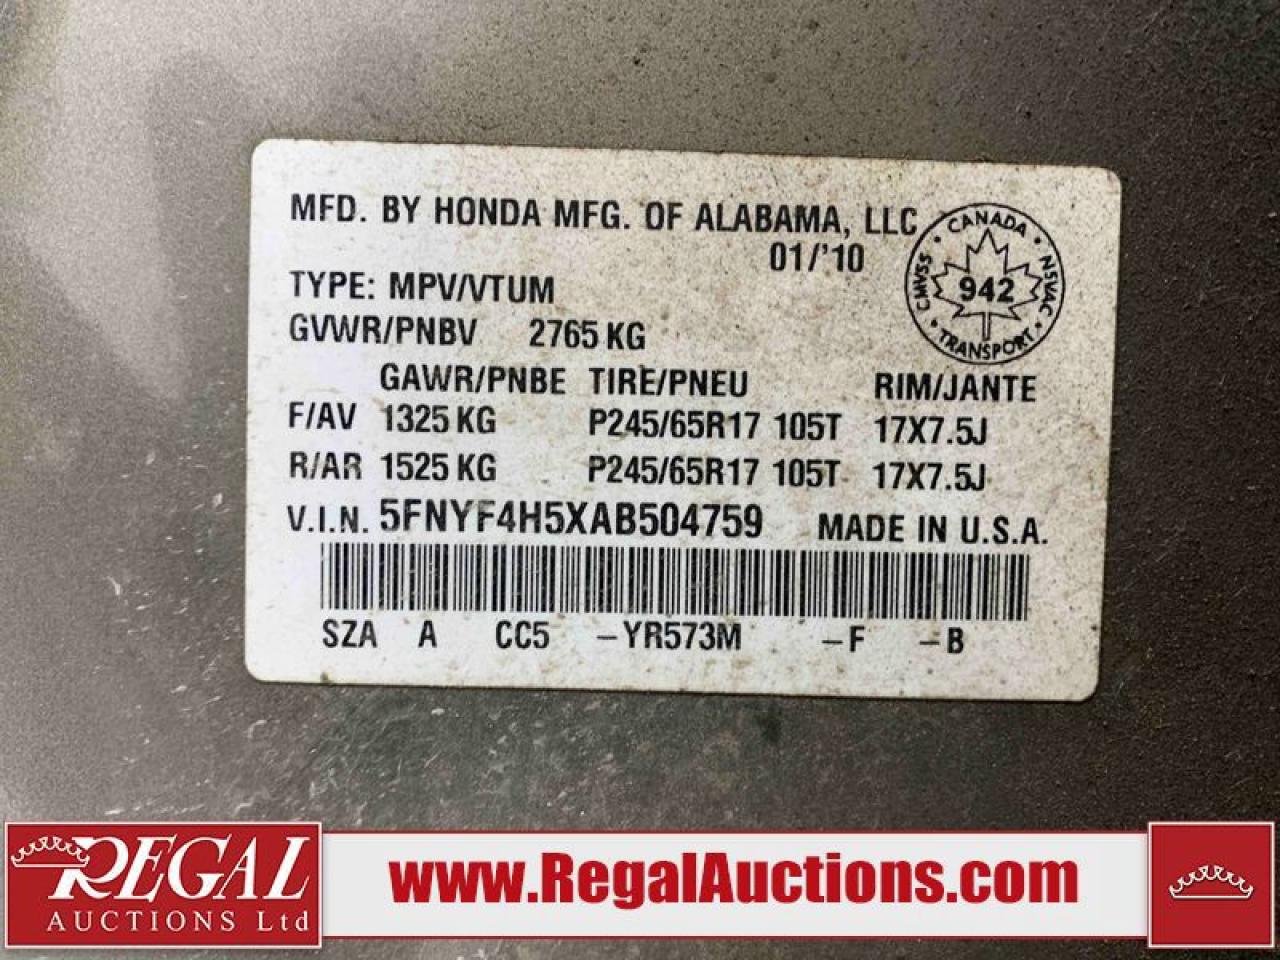 MFD. BY HONDA MFG. OF ALABAMA, LLC
01/'10
CANADA
CMVSS
NSVAC
942
TRANSPORT
TYPE: MPV/VTUM
GVWR/PNBV 2765 KG
GAWR/PNBE TIRE/PNEU RIM/JANTE
F/AV 1325 KG P245/65R17 105T 17X7.5J
R/AR 1525 KG P245/65R17 105T 17X7.5J
V.I.N. 5FNYF4H5XAB504759 MADE IN U.S.A.
SZA A CC5 –YR573M –F –B
REGAL
AUCTIONS Ltd
www.RegalAuctions.com